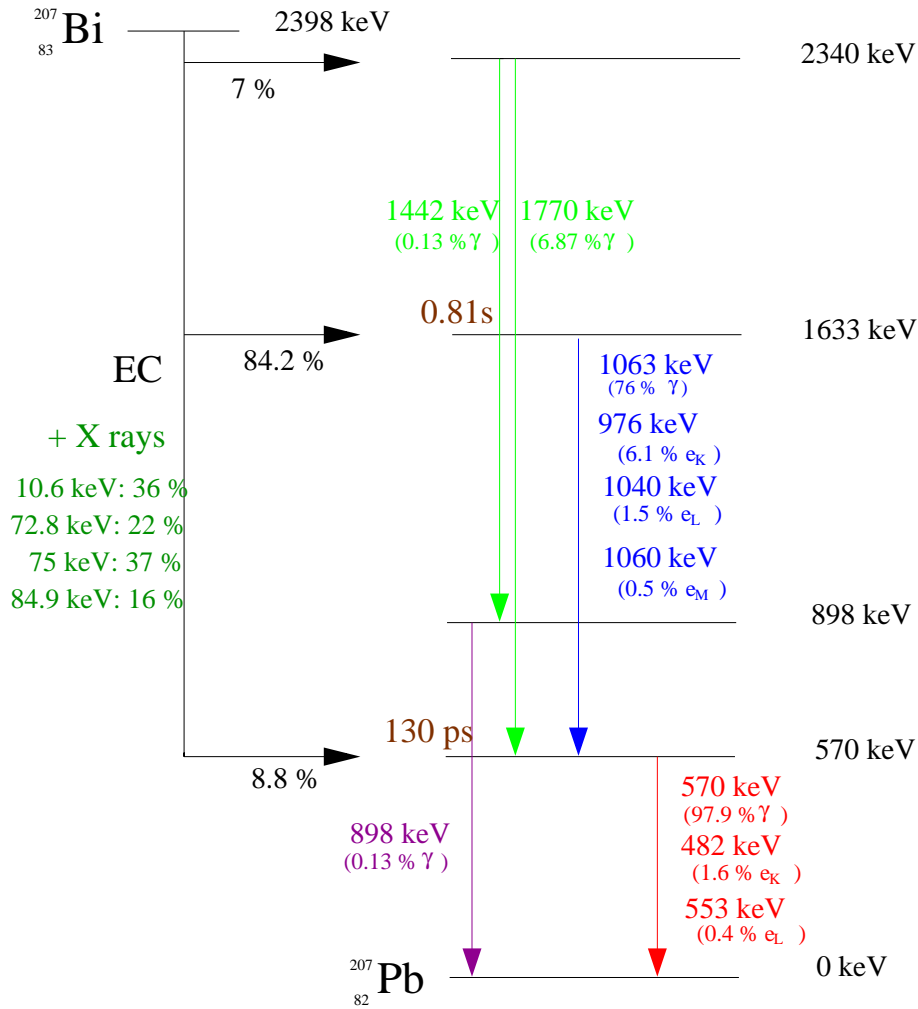 207
83 Bi
2398 keV
2340 keV
7 %
1442 keV
(0.13 % γ )
1770 keV
(6.87 % γ )
0.81s
1633 keV
84.2 %
EC
+ X rays
10.6 keV: 36 %
72.8 keV: 22 %
75 keV: 37 %
84.9 keV: 16 %
1063 keV
(76 % γ)
976 keV
(6.1 % eK )
1040 keV
(1.5 % eL )
1060 keV
(0.5 % eM )
898 keV
130 ps
570 keV
8.8 %
898 keV
(0.13 % γ )
570 keV
(97.9 % γ )
482 keV
(1.6 % eK )
553 keV
(0.4 % eL )
207
82 Pb
0 keV